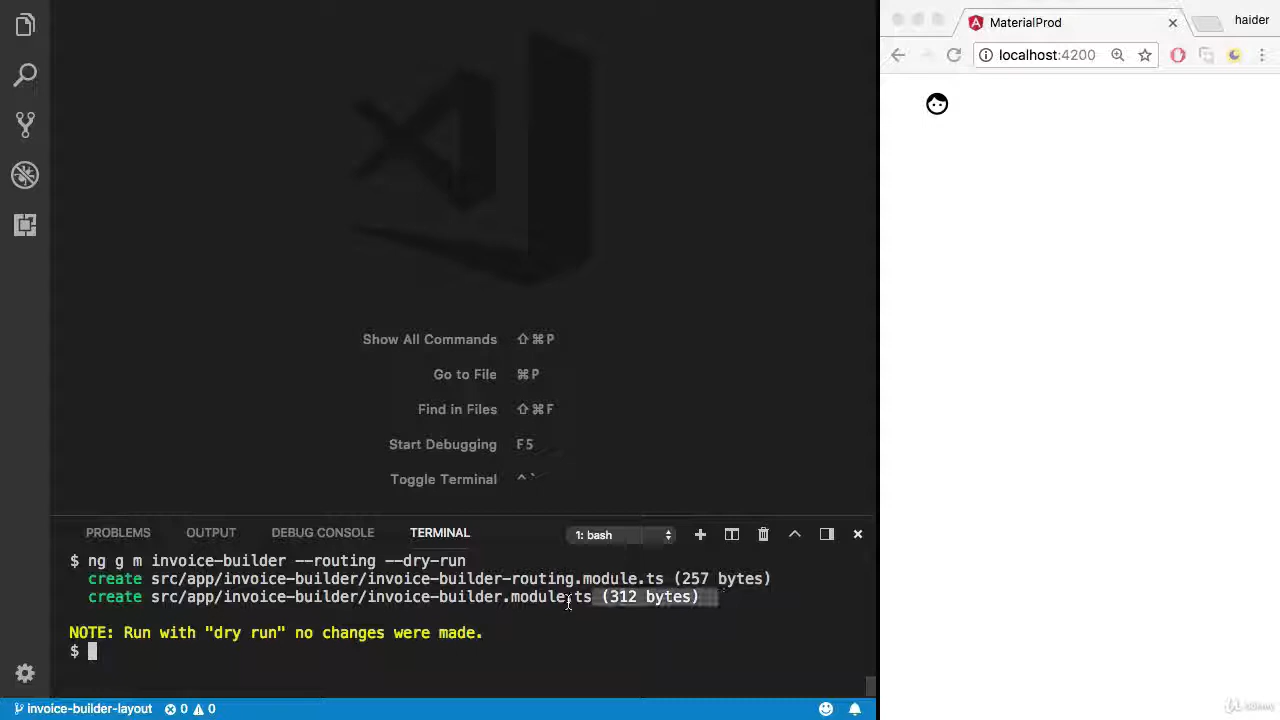 MaterialProd
haider
localhost:4200
Show All Commands ⇧⌘P
Go to File ⌘P
Find in Files ⇧⌘F
Start Debugging F5
Toggle Terminal ^`
PROBLEMS OUTPUT DEBUG CONSOLE TERMINAL 1: bash
$ ng g m invoice-builder --routing --dry-run
create src/app/invoice-builder/invoice-builder-routing.module.ts (257 bytes)
create src/app/invoice-builder/invoice-builder.module.ts (312 bytes)
NOTE: Run with "dry run" no changes were made.
$
invoice-builder-layout 0 0
Udemy